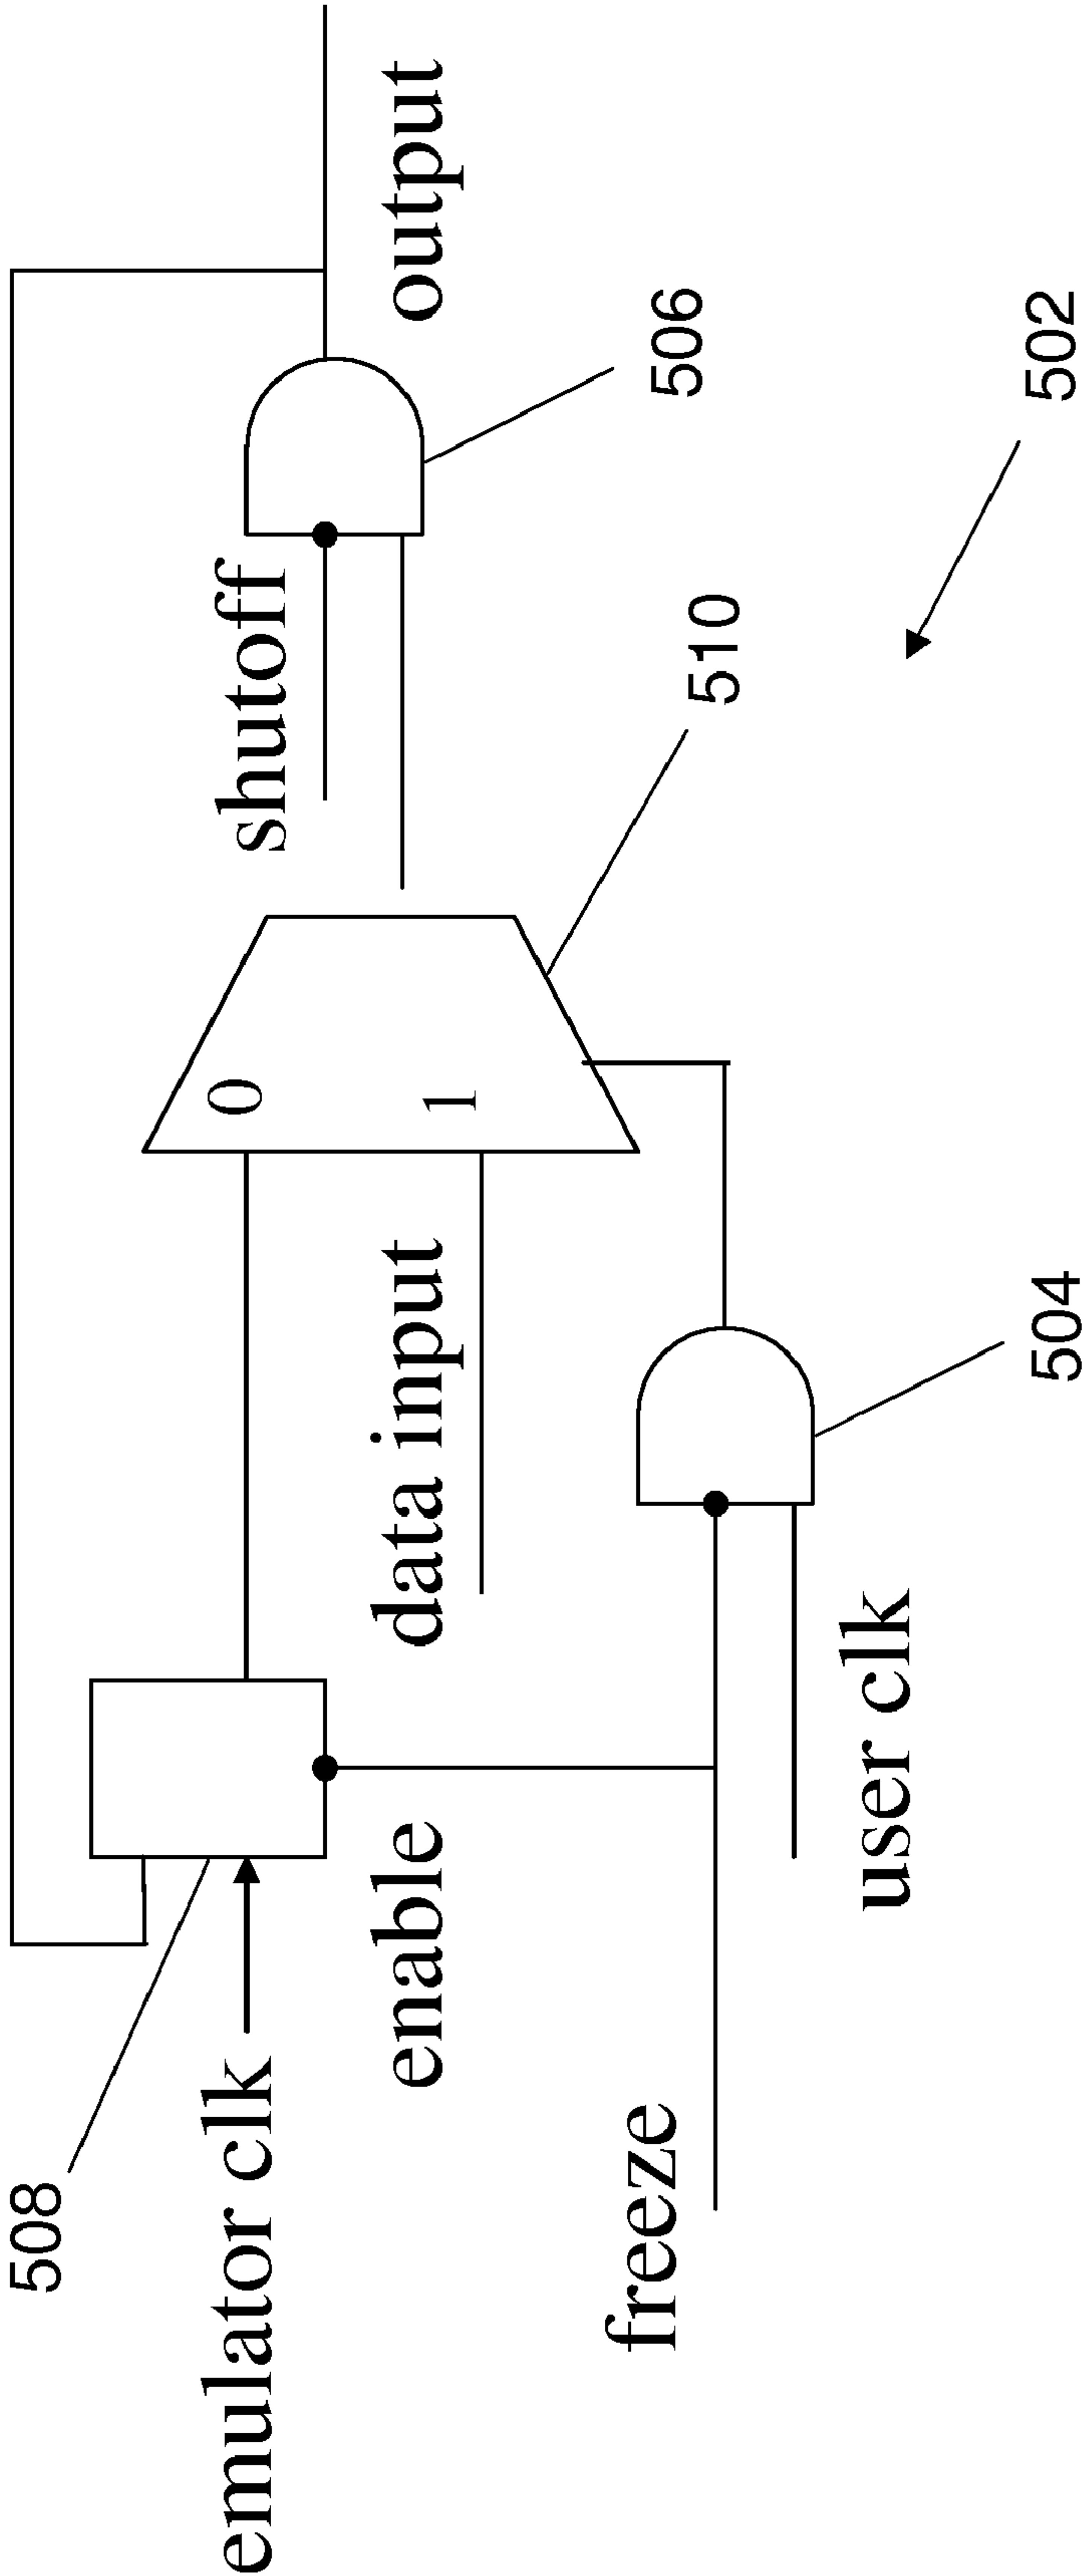 508
emulator clk
enable
freeze
user clk
data input
0
1
504
510
shutoff
506
output
502